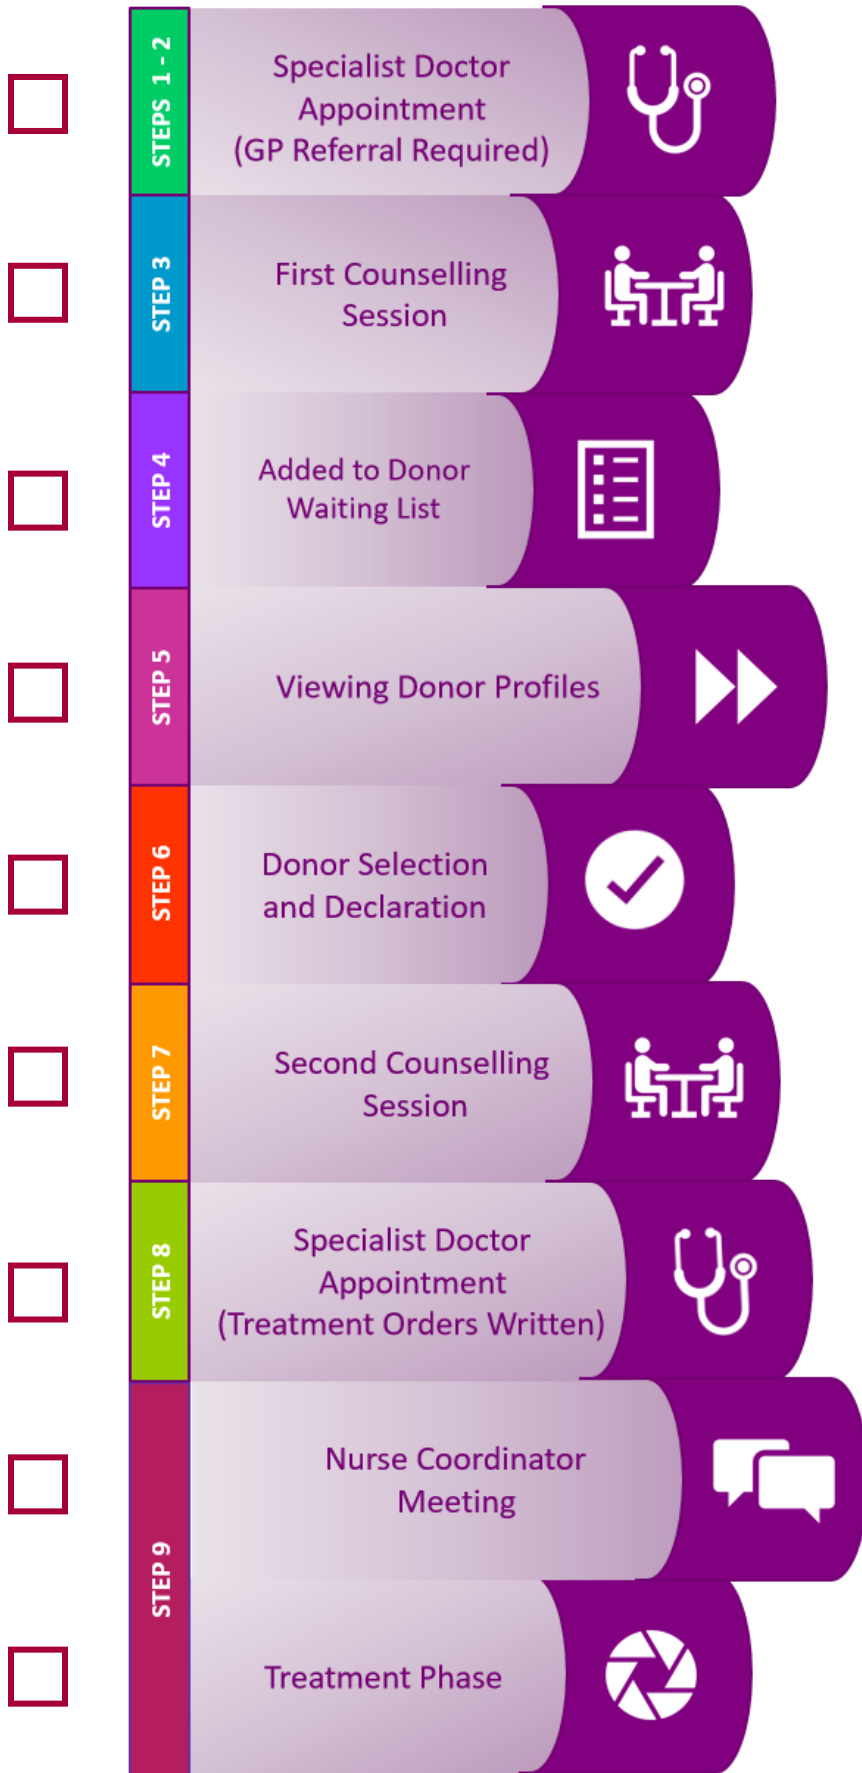 STEPS 1 - 2
Specialist Doctor
Appointment
(GP Referral Required)
STEP 3
First Counselling
Session
STEP 4
Added to Donor
Waiting List
STEP 5
Viewing Donor Profiles
STEP 6
Donor Selection
and Declaration
STEP 7
Second Counselling
Session
STEP 8
Specialist Doctor
Appointment
(Treatment Orders Written)
STEP 9
Nurse Coordinator
Meeting
Treatment Phase